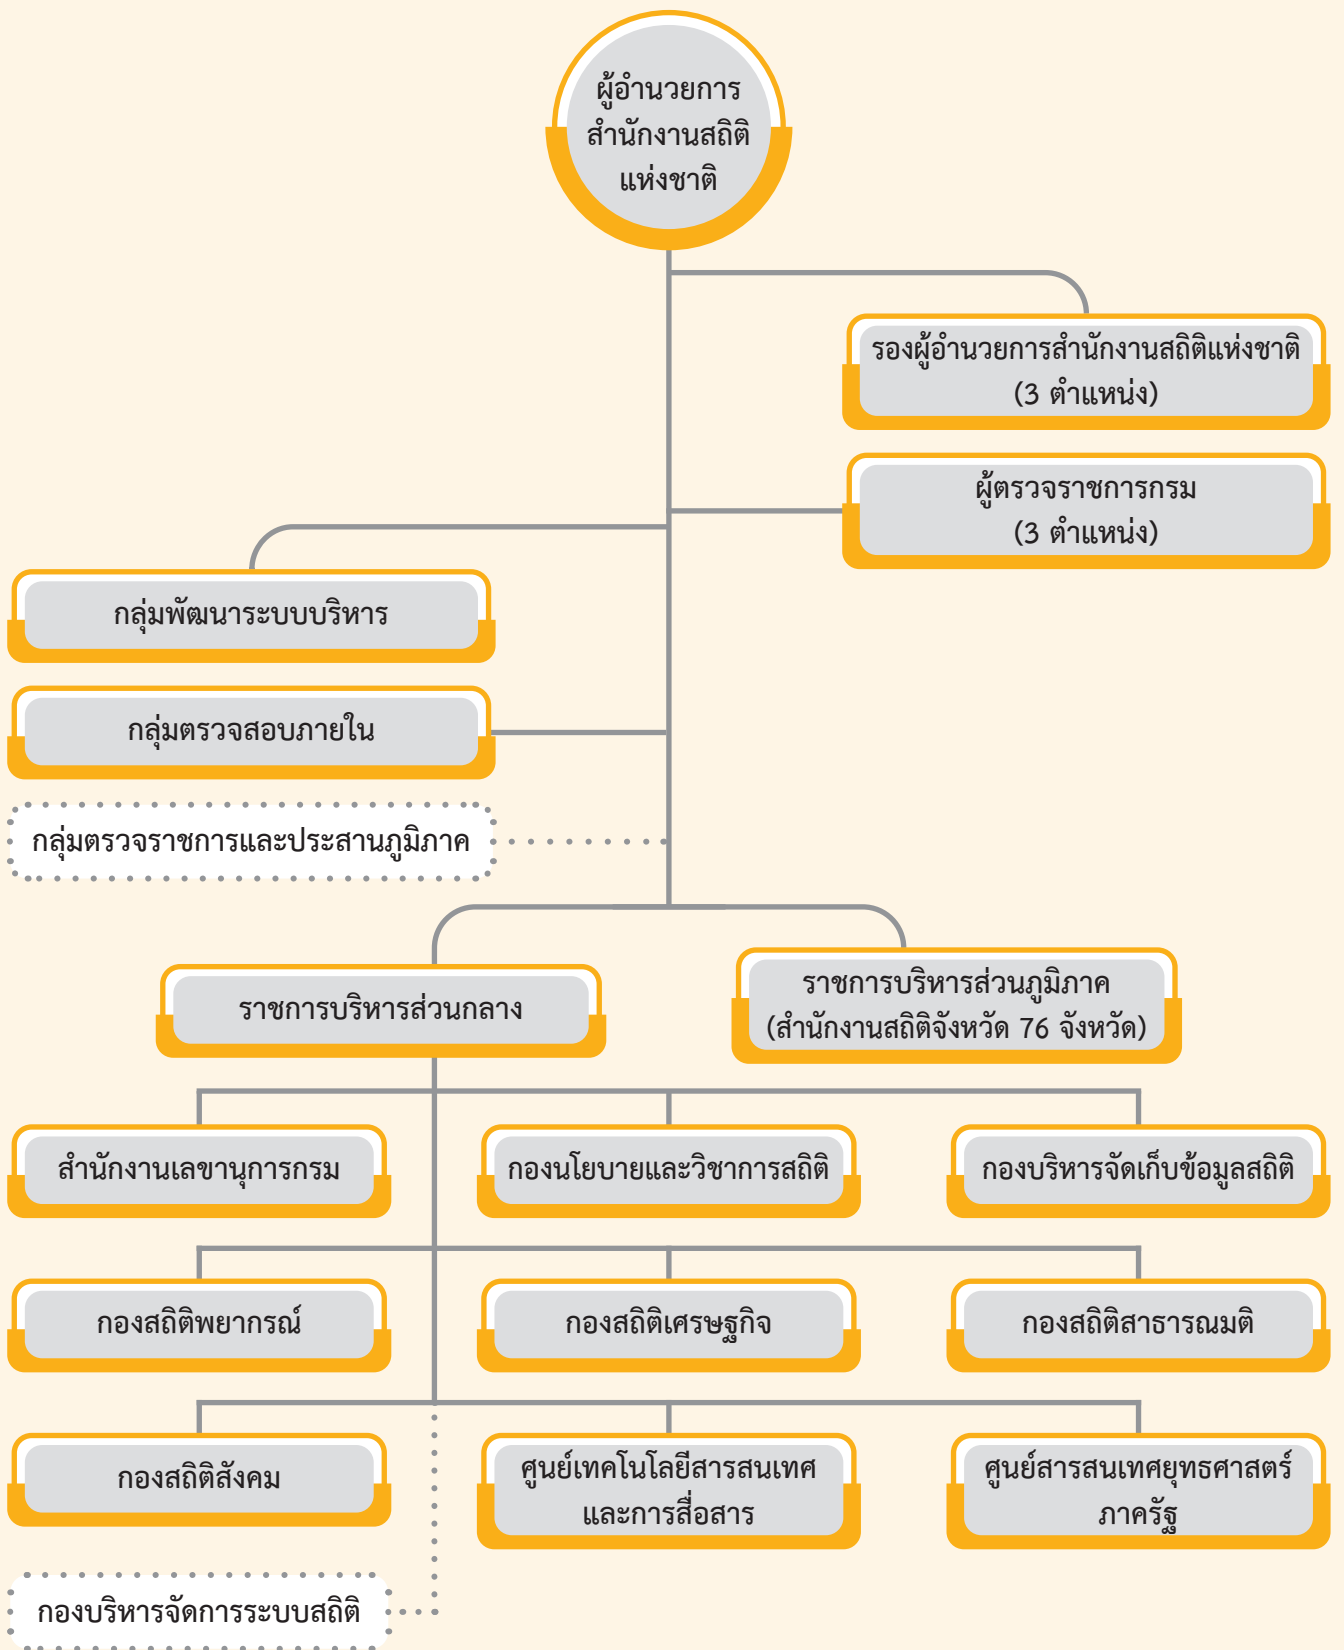 ผู้อำนวยการ
สำนักงานสถิติ
แห่งชาติ
รองผู้อำนวยการสำนักงานสถิติแห่งชาติ
(3 ตำแหน่ง)
ผู้ตรวจราชการกรม
(3 ตำแหน่ง)
กลุ่มพัฒนาระบบบริหาร
กลุ่มตรวจสอบภายใน
กลุ่มตรวจราชการและประสานภูมิภาค
ราชการบริหารส่วนกลาง
ราชการบริหารส่วนภูมิภาค
(สำนักงานสถิติจังหวัด 76 จังหวัด)
สำนักงานเลขานุการกรม
กองนโยบายและวิชาการสถิติ
กองบริหารจัดเก็บข้อมูลสถิติ
กองสถิติพยากรณ์
กองสถิติเศรษฐกิจ
กองสถิติสาธารณมติ
กองสถิติสังคม
ศูนย์เทคโนโลยีสารสนเทศ
และการสื่อสาร
ศูนย์สารสนเทศยุทธศาสตร์
ภาครัฐ
กองบริหารจัดการระบบสถิติ